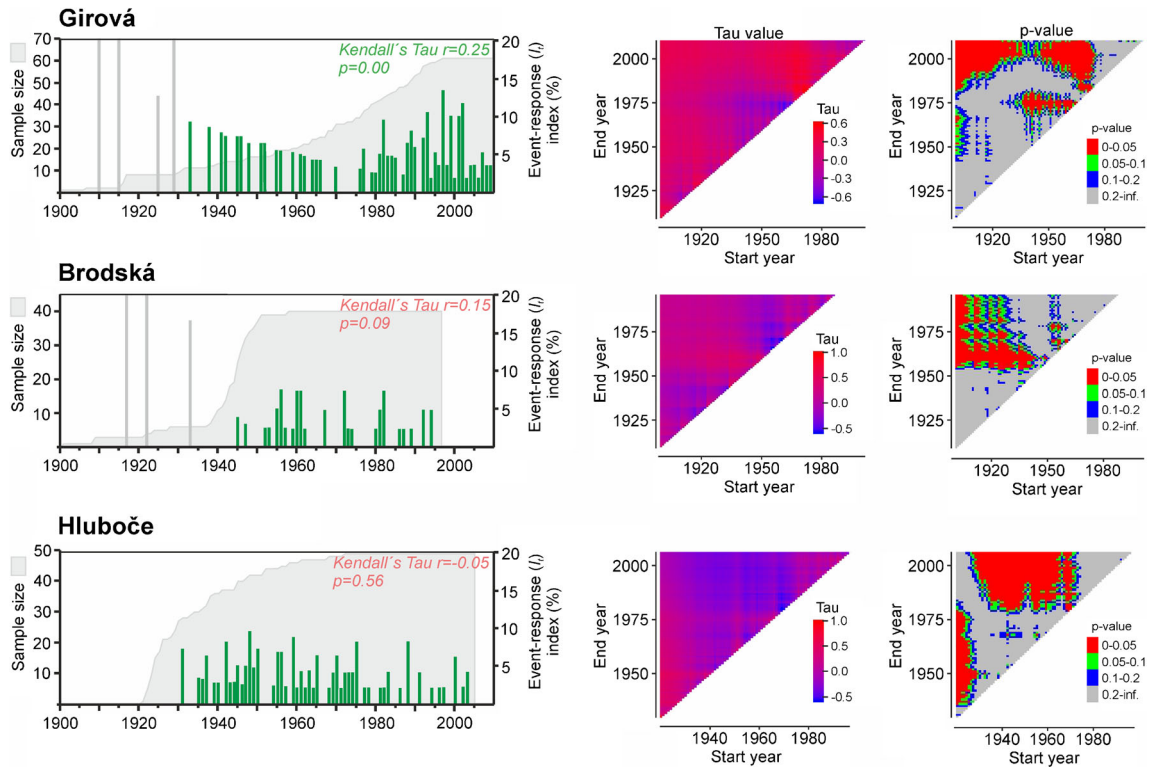 Girová
Sample size
70
60
50
40
30
20
10
1900
1920
1940
1960
1980
2000
20
15
10
5
Event-response (It)
index (%)
Kendall´s Tau r=0.25
p=0.00
Tau value
End year
2000
1975
1950
1925
1920
1950
1980
Start year
Tau
0.6
0.3
0.0
-0.3
-0.6
p-value
End year
2000
1975
1950
1925
1920
1950
1980
Start year
p-value
0-0.05
0.05-0.1
0.1-0.2
0.2-inf.
Brodská
Sample size
40
30
20
10
1900
1920
1940
1960
1980
2000
20
15
10
5
Event-response (It)
index (%)
Kendall´s Tau r=0.15
p=0.09
End year
1975
1950
1925
1920
1950
1980
Start year
Tau
1.0
0.5
0.0
-0.5
End year
1975
1950
1925
1920
1950
1980
Start year
p-value
0-0.05
0.05-0.1
0.1-0.2
0.2-inf.
Hluboče
Sample size
50
40
30
20
10
1900
1920
1940
1960
1980
2000
20
15
10
5
Event-response (It)
index (%)
Kendall´s Tau r=-0.05
p=0.56
End year
2000
1975
1950
1940
1960
1980
Start year
Tau
1.0
0.5
0.0
-0.5
End year
2000
1975
1950
1940
1960
1980
Start year
p-value
0-0.05
0.05-0.1
0.1-0.2
0.2-inf.